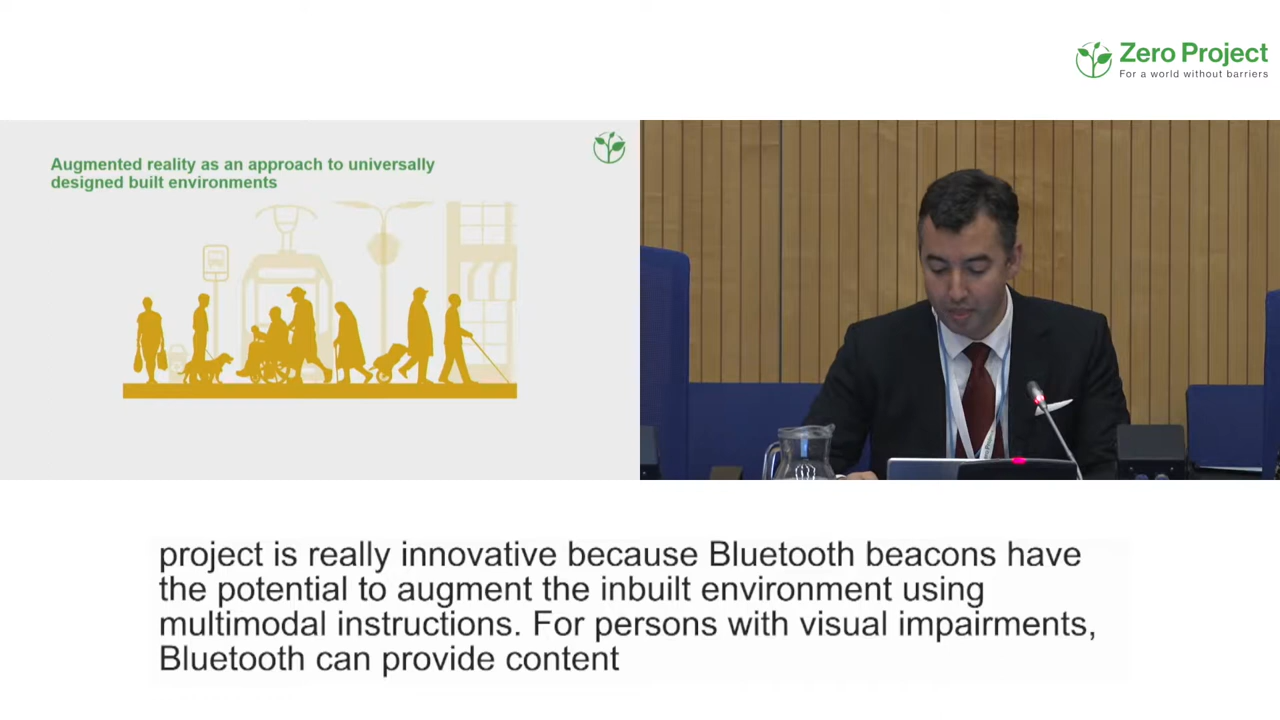 Zero Project
For a world without barriers
Augmented reality as an approach to universally
designed built environments
project is really innovative because Bluetooth beacons have
the potential to augment the inbuilt environment using
multimodal instructions. For persons with visual impairments,
Bluetooth can provide content